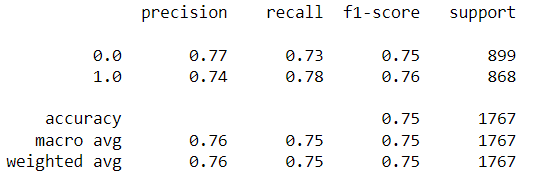 precision recall f1-score support
0.0 0.77 0.73 0.75 899
1.0 0.74 0.78 0.76 868
accuracy 0.75 1767
macro avg 0.76 0.75 0.75 1767
weighted avg 0.76 0.75 0.75 1767